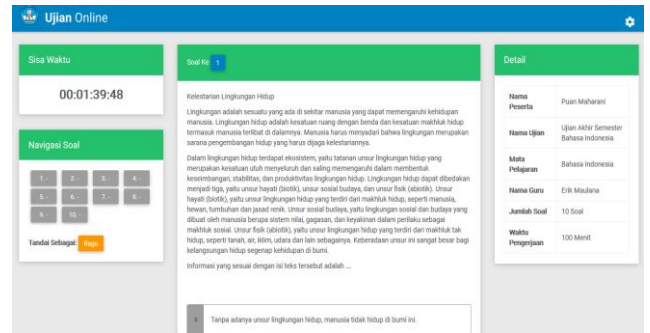 Ujian Online
Sisa Waktu
00:01:39:48
Navigasi Soal
1. - 2. - 3. - 4. -
5. - 6. - 7. - 8. -
9. - 10. -
Tandai Sebagai: Ragu
Soal Ke 1
Kelestarian Lingkungan Hidup
Lingkungan adalah sesuatu yang ada di sekitar manusia yang dapat memengaruhi kehidupan
manusia. Lingkungan hidup adalah kesatuan ruang dengan benda dan kesatuan makhluk hidup
termasuk manusia terlibat di dalamnya. Manusia harus menyadari bahwa lingkungan merupakan
sarana pengembangan hidup yang harus dijaga kelestariannya.
Dalam lingkungan hidup terdapat ekosistem, yaitu tatanan unsur lingkungan hidup yang
merupakan kesatuan utuh menyeluruh dan saling memengaruhi dalam membentuk
keseimbangan, stabilitas, dan produktivitas lingkungan hidup. Lingkungan hidup dapat dibedakan
menjadi tiga, yaitu unsur hayati (biotik), unsur sosial budaya, dan unsur fisik (abiotik). Unsur
hayati (biotik), yaitu unsur lingkungan hidup yang terdiri dari makhluk hidup, seperti manusia,
hewan, tumbuhan dan jasad renik. Unsur sosial budaya, yaitu lingkungan sosial dan budaya yang
dibuat oleh manusia berupa sistem nilai, gagasan, dan keyakinan dalam perilaku sebagai
makhluk sosial. Unsur fisik (abiotik), yaitu unsur lingkungan hidup yang terdiri dari makhluk tak
hidup, seperti tanah, air, iklim, udara dan lain sebagainya. Keberadaan unsur ini sangat besar bagi
kelangsungan hidup segenap kehidupan di bumi.
Informasi yang sesuai dengan isi teks tersebut adalah ...
Tanpa adanya unsur lingkungan hidup, manusia tidak hidup di bumi ini.
Detail
Nama Peserta Puan Maharani
Nama Ujian Ujian Akhir Semester
Bahasa Indonesia
Mata Pelajaran Bahasa Indonesia
Nama Guru Erik Maulana
Jumlah Soal 10 Soal
Waktu Pengerjaan 100 Menit